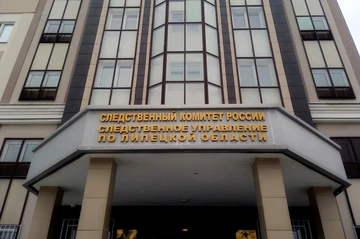 СЛЕДСТВЕННЫЙ КОМИТЕТ РОССИИ
СЛЕДСТВЕННОЕ УПРАВЛЕНИЕ
ПО ЛИПЕЦКОЙ ОБЛАСТИ